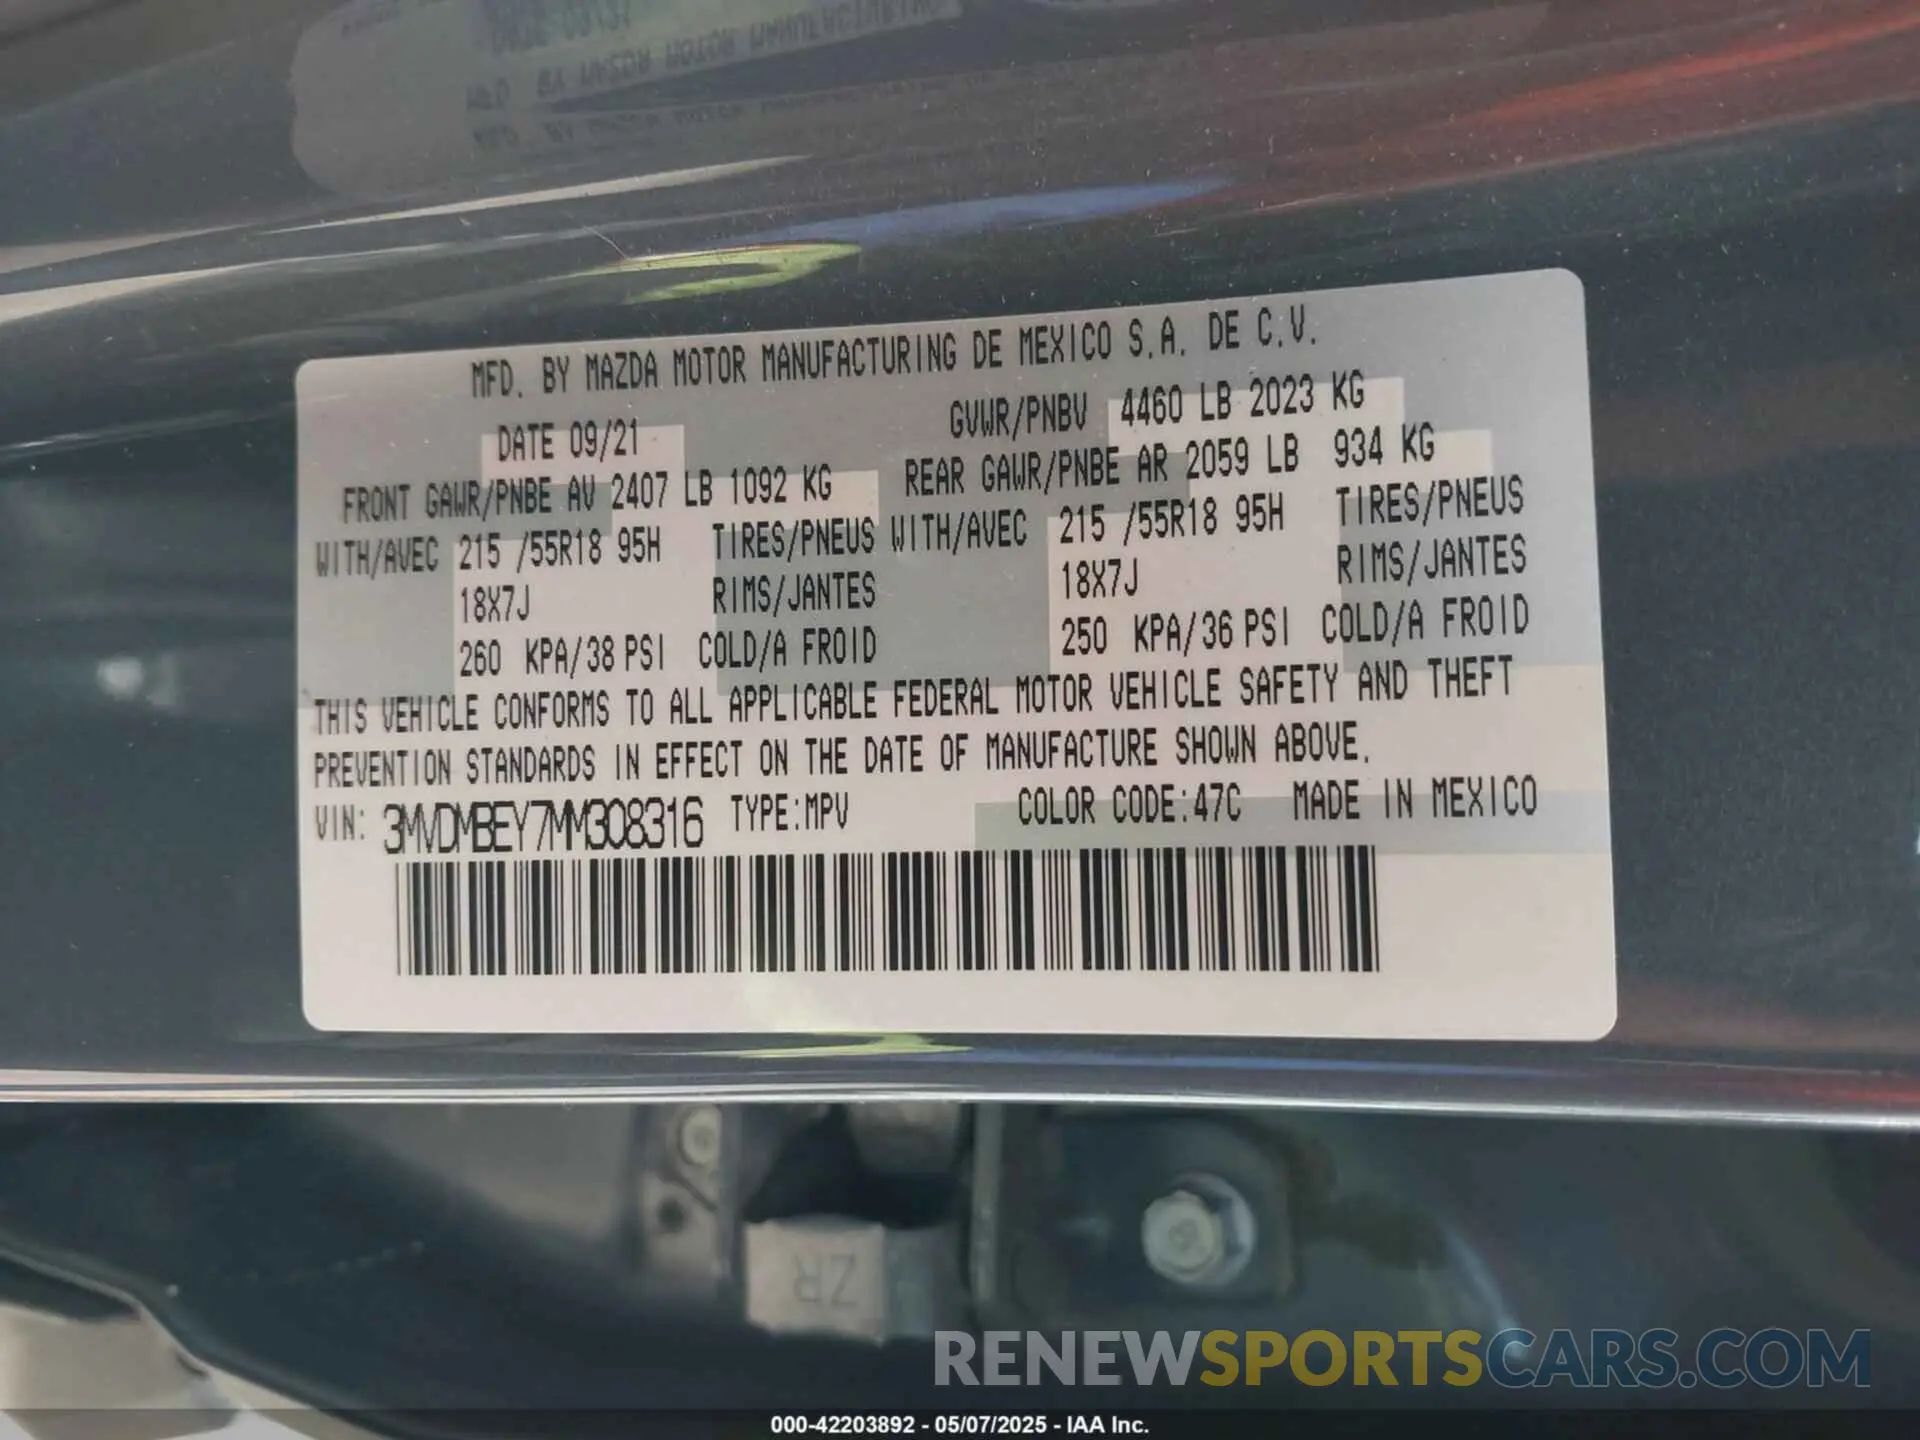 MFD. BY MAZDA MOTOR MANUFACTURING DE MEXICO S.A. DE C.V.
DATE 09/21 GVWR/PNBV 4460 LB 2023 KG
FRONT GAWR/PNBE AV 2407 LB 1092 KG REAR GAWR/PNBE AR 2059 LB 934 KG
WITH/AVEC 215 /55R18 95H TIRES/PNEUS WITH/AVEC 215 /55R18 95H TIRES/PNEUS
18X7J RIMS/JANTES 18X7J RIMS/JANTES
260 KPA/38 PSI COLD/A FROID 250 KPA/36 PSI COLD/A FROID
THIS VEHICLE CONFORMS TO ALL APPLICABLE FEDERAL MOTOR VEHICLE SAFETY AND THEFT
PREVENTION STANDARDS IN EFFECT ON THE DATE OF MANUFACTURE SHOWN ABOVE.
VIN: 3MVDMBEY7MM308316 TYPE:MPV COLOR CODE:47C MADE IN MEXICO
ZR
RENEWSPORTSCARS.COM
000-42203892 - 05/07/2025 - IAA Inc.